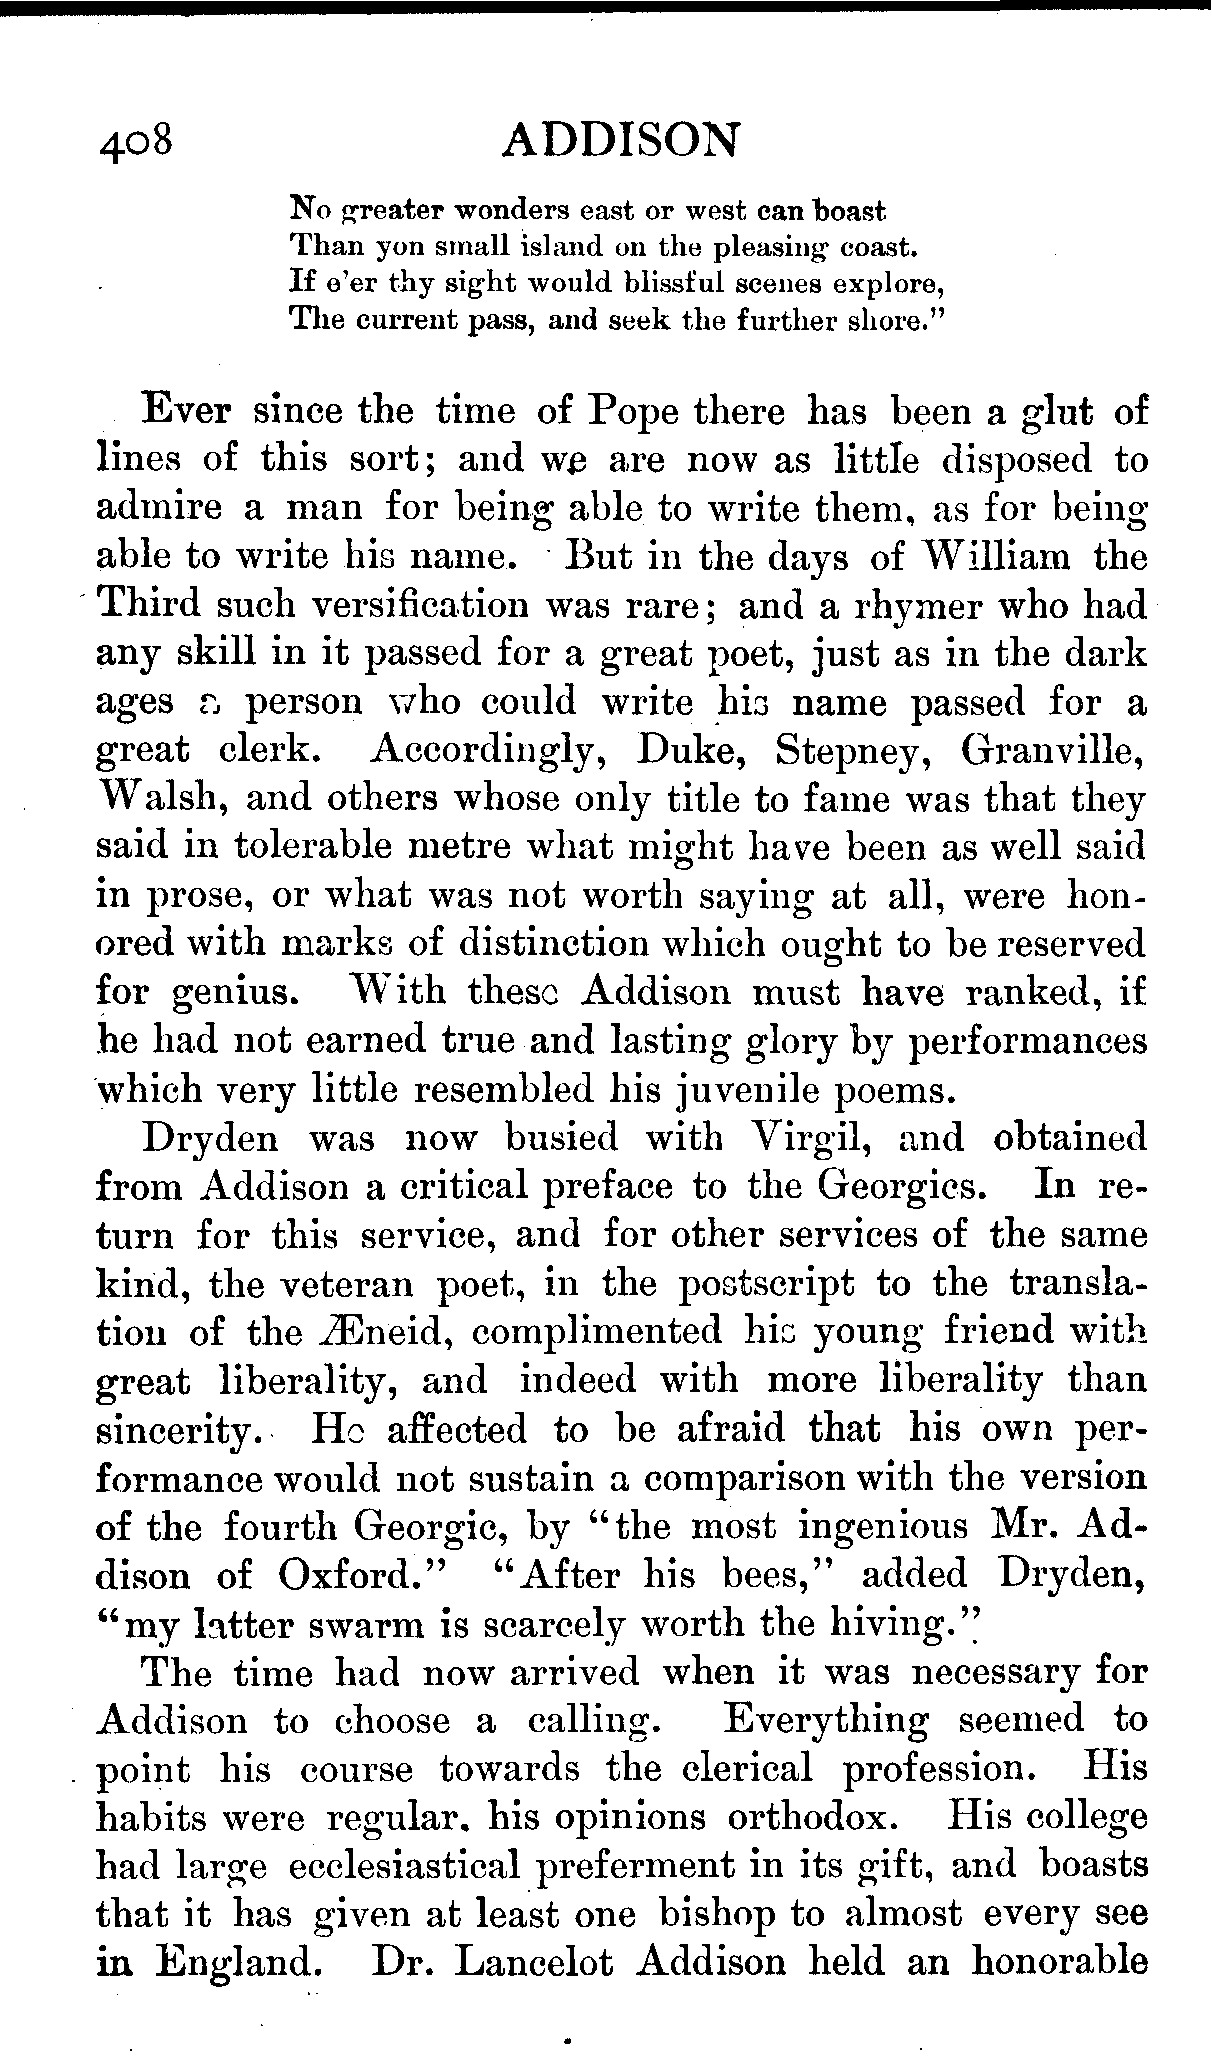 408 ADDISON
No greater wonders east or west can boast
Than yon small island on the pleasing coast.
If e'er thy sight would blissful scenes explore,
The current pass, and seek the further shore."
Ever since the time of Pope there has been a glut of
lines of this sort; and we are now as little disposed to
admire a man for being able to write them, as for being
able to write his name. But in the days of William the
Third such versification was rare; and a rhymer who had
any skill in it passed for a great poet, just as in the dark
ages a person who could write his name passed for a
great clerk. Accordingly, Duke, Stepney, Granville,
Walsh, and others whose only title to fame was that they
said in tolerable metre what might have been as well said
in prose, or what was not worth saying at all, were hon-
ored with marks of distinction which ought to be reserved
for genius. With these Addison must have ranked, if
he had not earned true and lasting glory by performances
which very little resembled his juvenile poems.
Dryden was now busied with Virgil, and obtained
from Addison a critical preface to the Georgics. In re-
turn for this service, and for other services of the same
kind, the veteran poet, in the postscript to the transla-
tion of the Æneid, complimented his young friend with
great liberality, and indeed with more liberality than
sincerity. He affected to be afraid that his own per-
formance would not sustain a comparison with the version
of the fourth Georgic, by "the most ingenious Mr. Ad-
dison of Oxford." "After his bees," added Dryden,
"my latter swarm is scarcely worth the hiving."
The time had now arrived when it was necessary for
Addison to choose a calling. Everything seemed to
point his course towards the clerical profession. His
habits were regular, his opinions orthodox. His college
had large ecclesiastical preferment in its gift, and boasts
that it has given at least one bishop to almost every see
in England. Dr. Lancelot Addison held an honorable